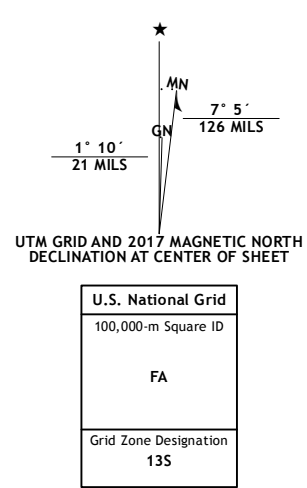 ★
MN
GN
7° 5´
126 MILS
1° 10´
21 MILS
UTM GRID AND 2017 MAGNETIC NORTH
DECLINATION AT CENTER OF SHEET
U.S. National Grid
100,000-m Square ID
FA
Grid Zone Designation
13S